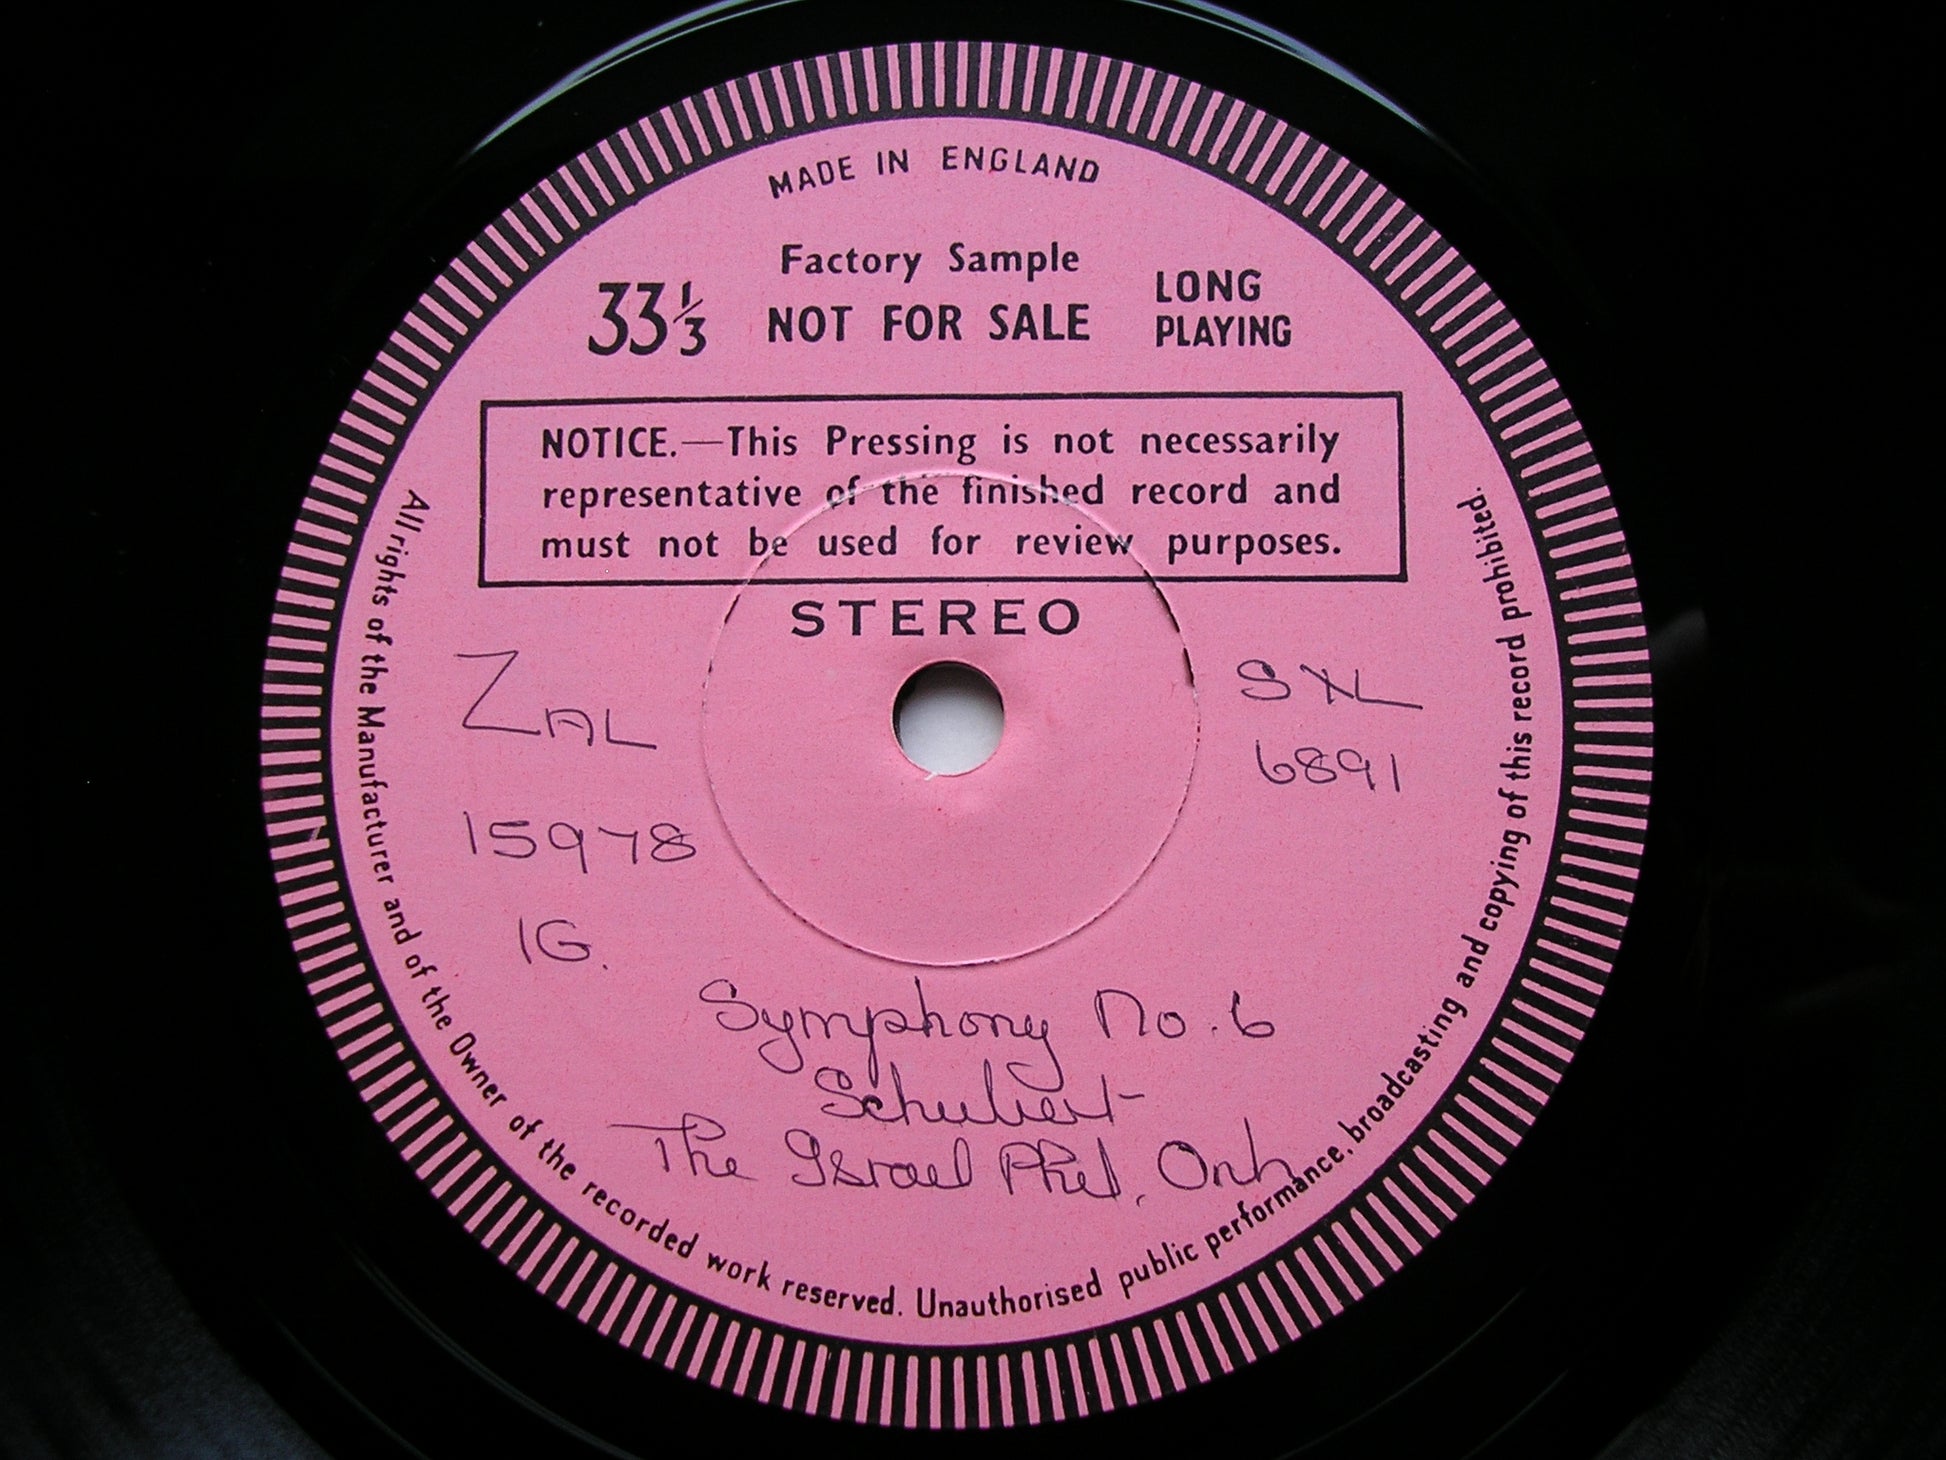 MADE IN ENGLAND
Factory Sample
33 1/3
NOT FOR SALE
LONG
PLAYING
NOTICE.—This Pressing is not necessarily
representative of the finished record and
must not be used for review purposes.
STEREO
ZAL
15978
1G.
SXL
6891
Symphony No. 6
Schubert
The Israel Phil. Orch
All rights of the Manufacturer and of the Owner of the recorded work reserved. Unauthorised public performance, broadcasting and copying of this record prohibited.